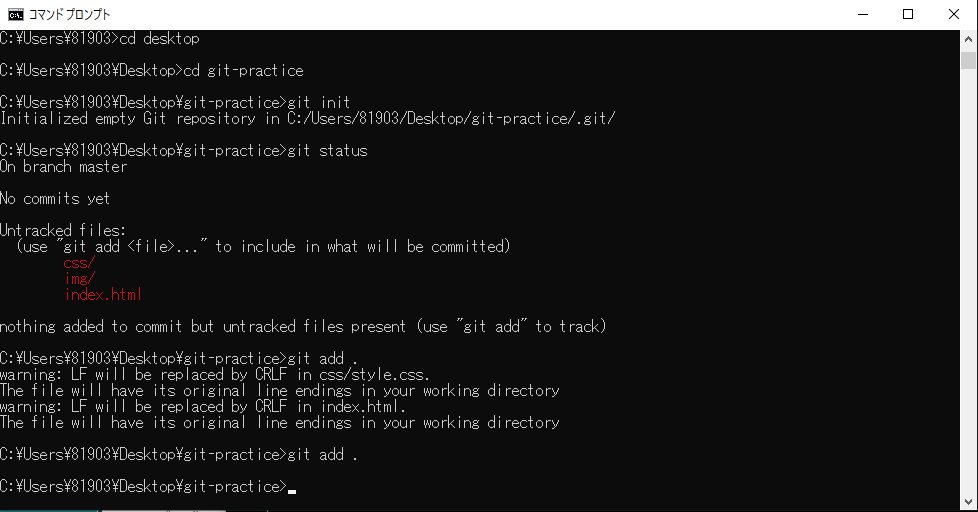 コマンド プロンプト
C:¥Users¥81903>cd desktop
C:¥Users¥81903¥Desktop>cd git-practice
C:¥Users¥81903¥Desktop¥git-practice>git init
Initialized empty Git repository in C:/Users/81903/Desktop/git-practice/.git/
C:¥Users¥81903¥Desktop¥git-practice>git status
On branch master
No commits yet
Untracked files:
  (use "git add <file>..." to include in what will be committed)
        css/
        img/
        index.html
nothing added to commit but untracked files present (use "git add" to track)
C:¥Users¥81903¥Desktop¥git-practice>git add .
warning: LF will be replaced by CRLF in css/style.css.
The file will have its original line endings in your working directory
warning: LF will be replaced by CRLF in index.html.
The file will have its original line endings in your working directory
C:¥Users¥81903¥Desktop¥git-practice>git add .
C:¥Users¥81903¥Desktop¥git-practice>